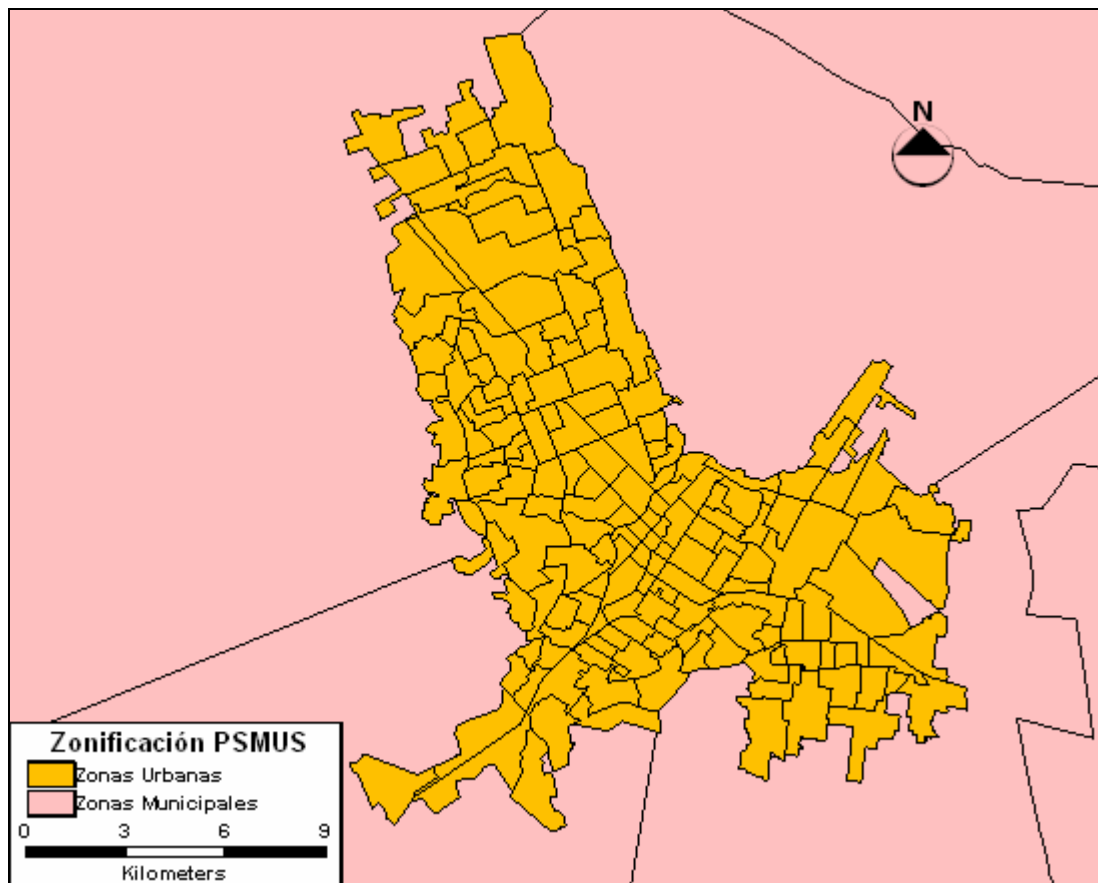 N
Zonificación PSMUS
Zonas Urbanas
Zonas Municipales
0 3 6 9
Kilometers